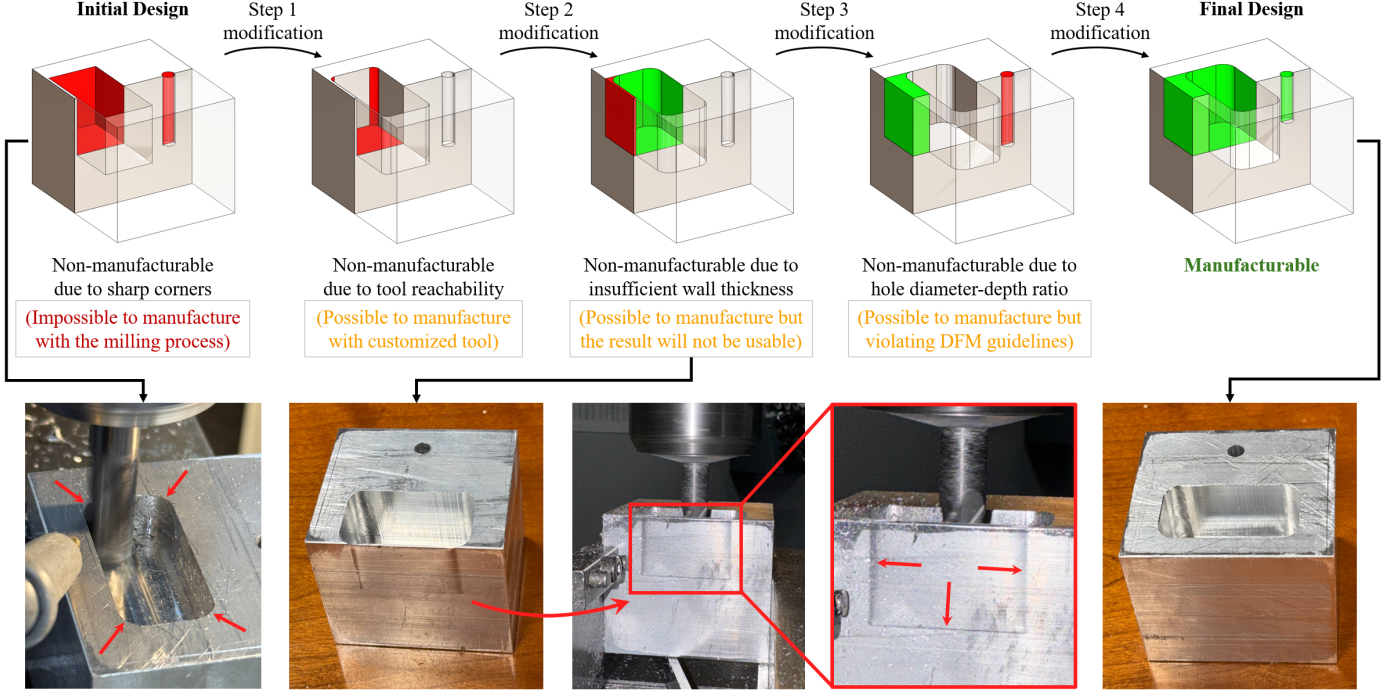 Initial Design
Step 1
modification
Step 2
modification
Step 3
modification
Step 4
modification
Final Design
Non-manufacturable
due to sharp corners
(Impossible to manufacture
with the milling process)
Non-manufacturable
due to tool reachability
(Possible to manufacture
with customized tool)
Non-manufacturable due to
insufficient wall thickness
(Possible to manufacture but
the result will not be usable)
Non-manufacturable due to
hole diameter-depth ratio
(Possible to manufacture but
violating DFM guidelines)
Manufacturable